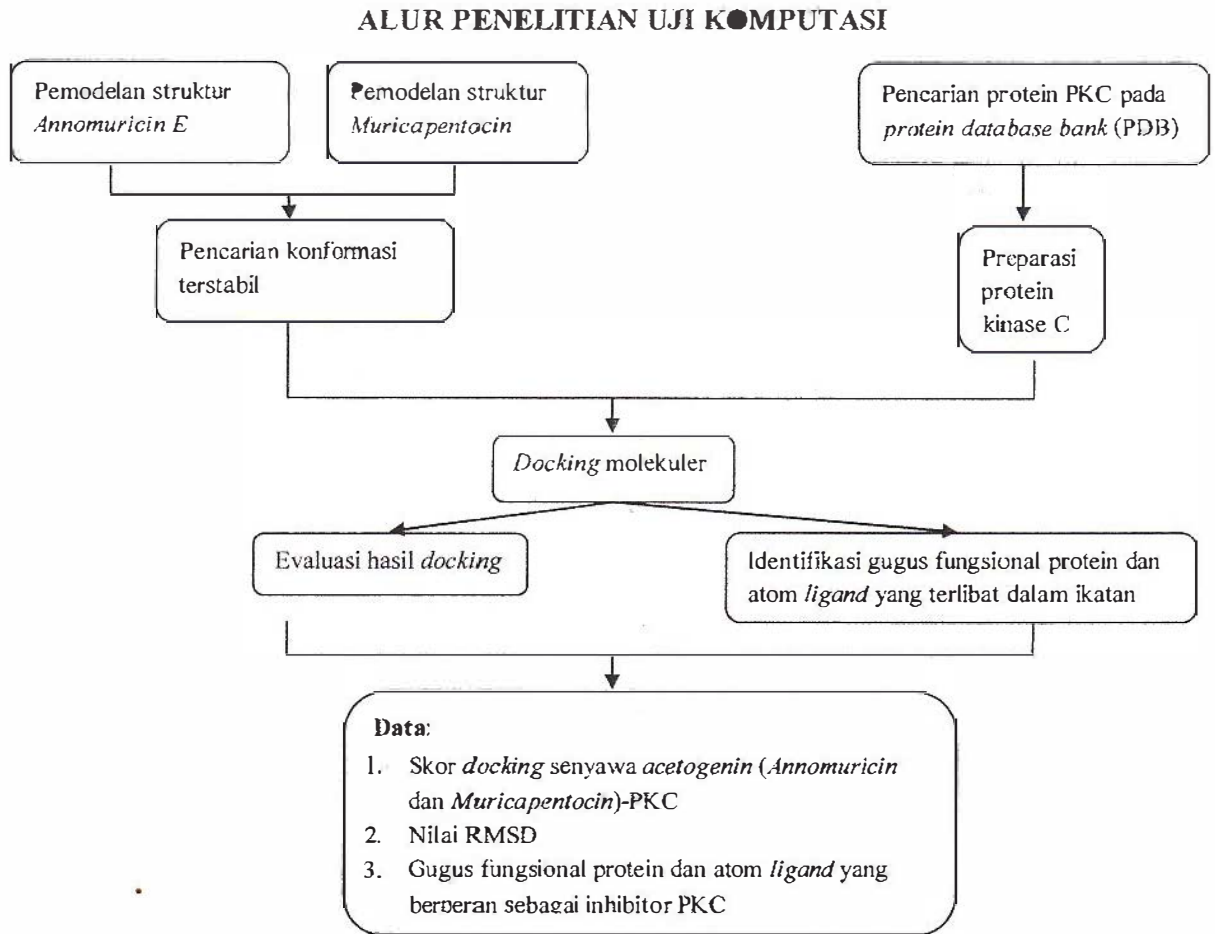 ALUR PENELITIAN UJI KOMPUTASI
Pemodelan struktur
Annomuricin E
Pemodelan struktur
Muricapentocin
Pencarian protein PKC pada
protein database bank (PDB)
Pencarian konformasi
terstabil
Preparasi
protein
kinase C
Docking molekuler
Evaluasi hasil docking
Identifikasi gugus fungsional protein dan
atom ligand yang terlibat dalam ikatan
Data:
1. Skor docking senyawa acetogenin (Annomuricin
dan Muricapentocin)-PKC
2. Nilai RMSD
3. Gugus fungsional protein dan atom ligand yang
berperan sebagai inhibitor PKC